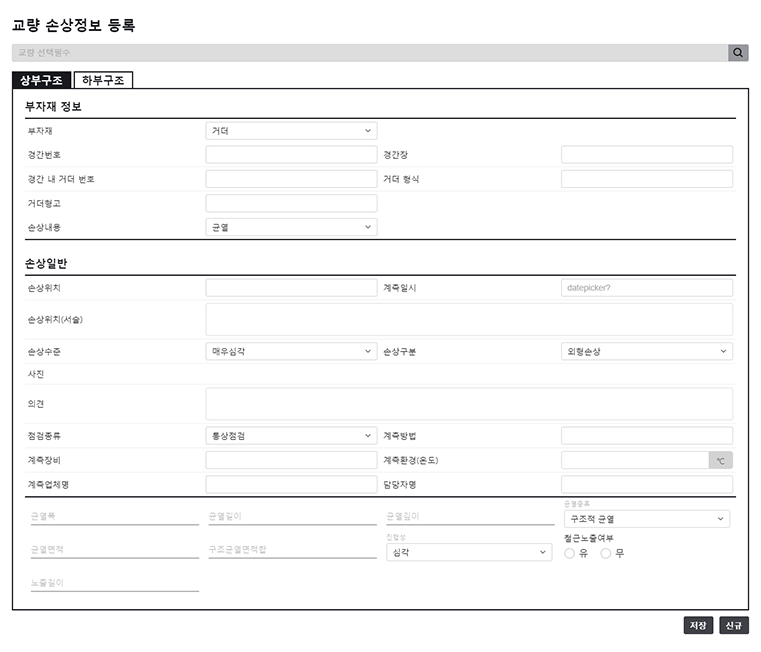 교량 손상정보 등록
교량 선택필수
상부구조 하부구조
부자재 정보
부자재 거더
경간번호 경간장
경간 내 거더 번호 거더 형식
거더형고
손상내용 균열
손상일반
손상위치 계측일시 datepicker?
손상위치(서술)
손상수준 매우심각 손상구분 외형손상
사진
의견
점검종류 통상점검 계측방법
계측장비 계측환경(온도) ℃
계측업체명 담당자명
균열폭 균열길이 균열깊이 균열종류
구조적 균열
균열면적 구조균열면적합 진행성 철근노출여부
심각 유 무
노출길이
저장 신규